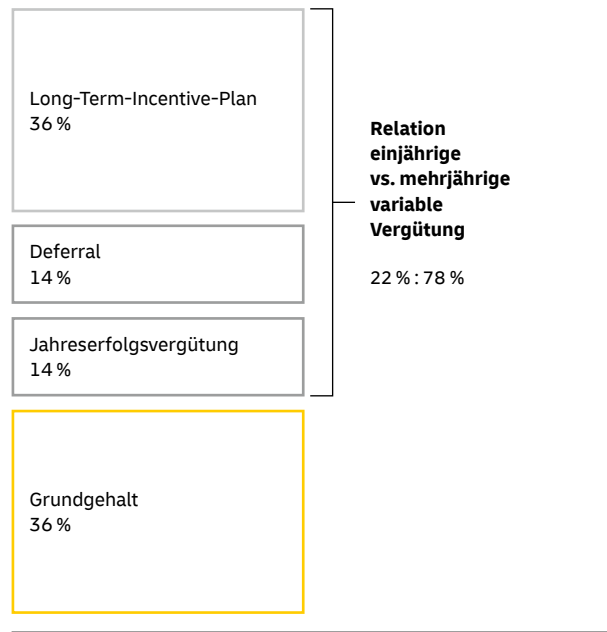 Long-Term-Incentive-Plan
36 %
Relation
einjährige
vs. mehrjährige
variable
Vergütung
22 % : 78 %
Deferral
14 %
Jahreserfolgsvergütung
14 %
Grundgehalt
36 %